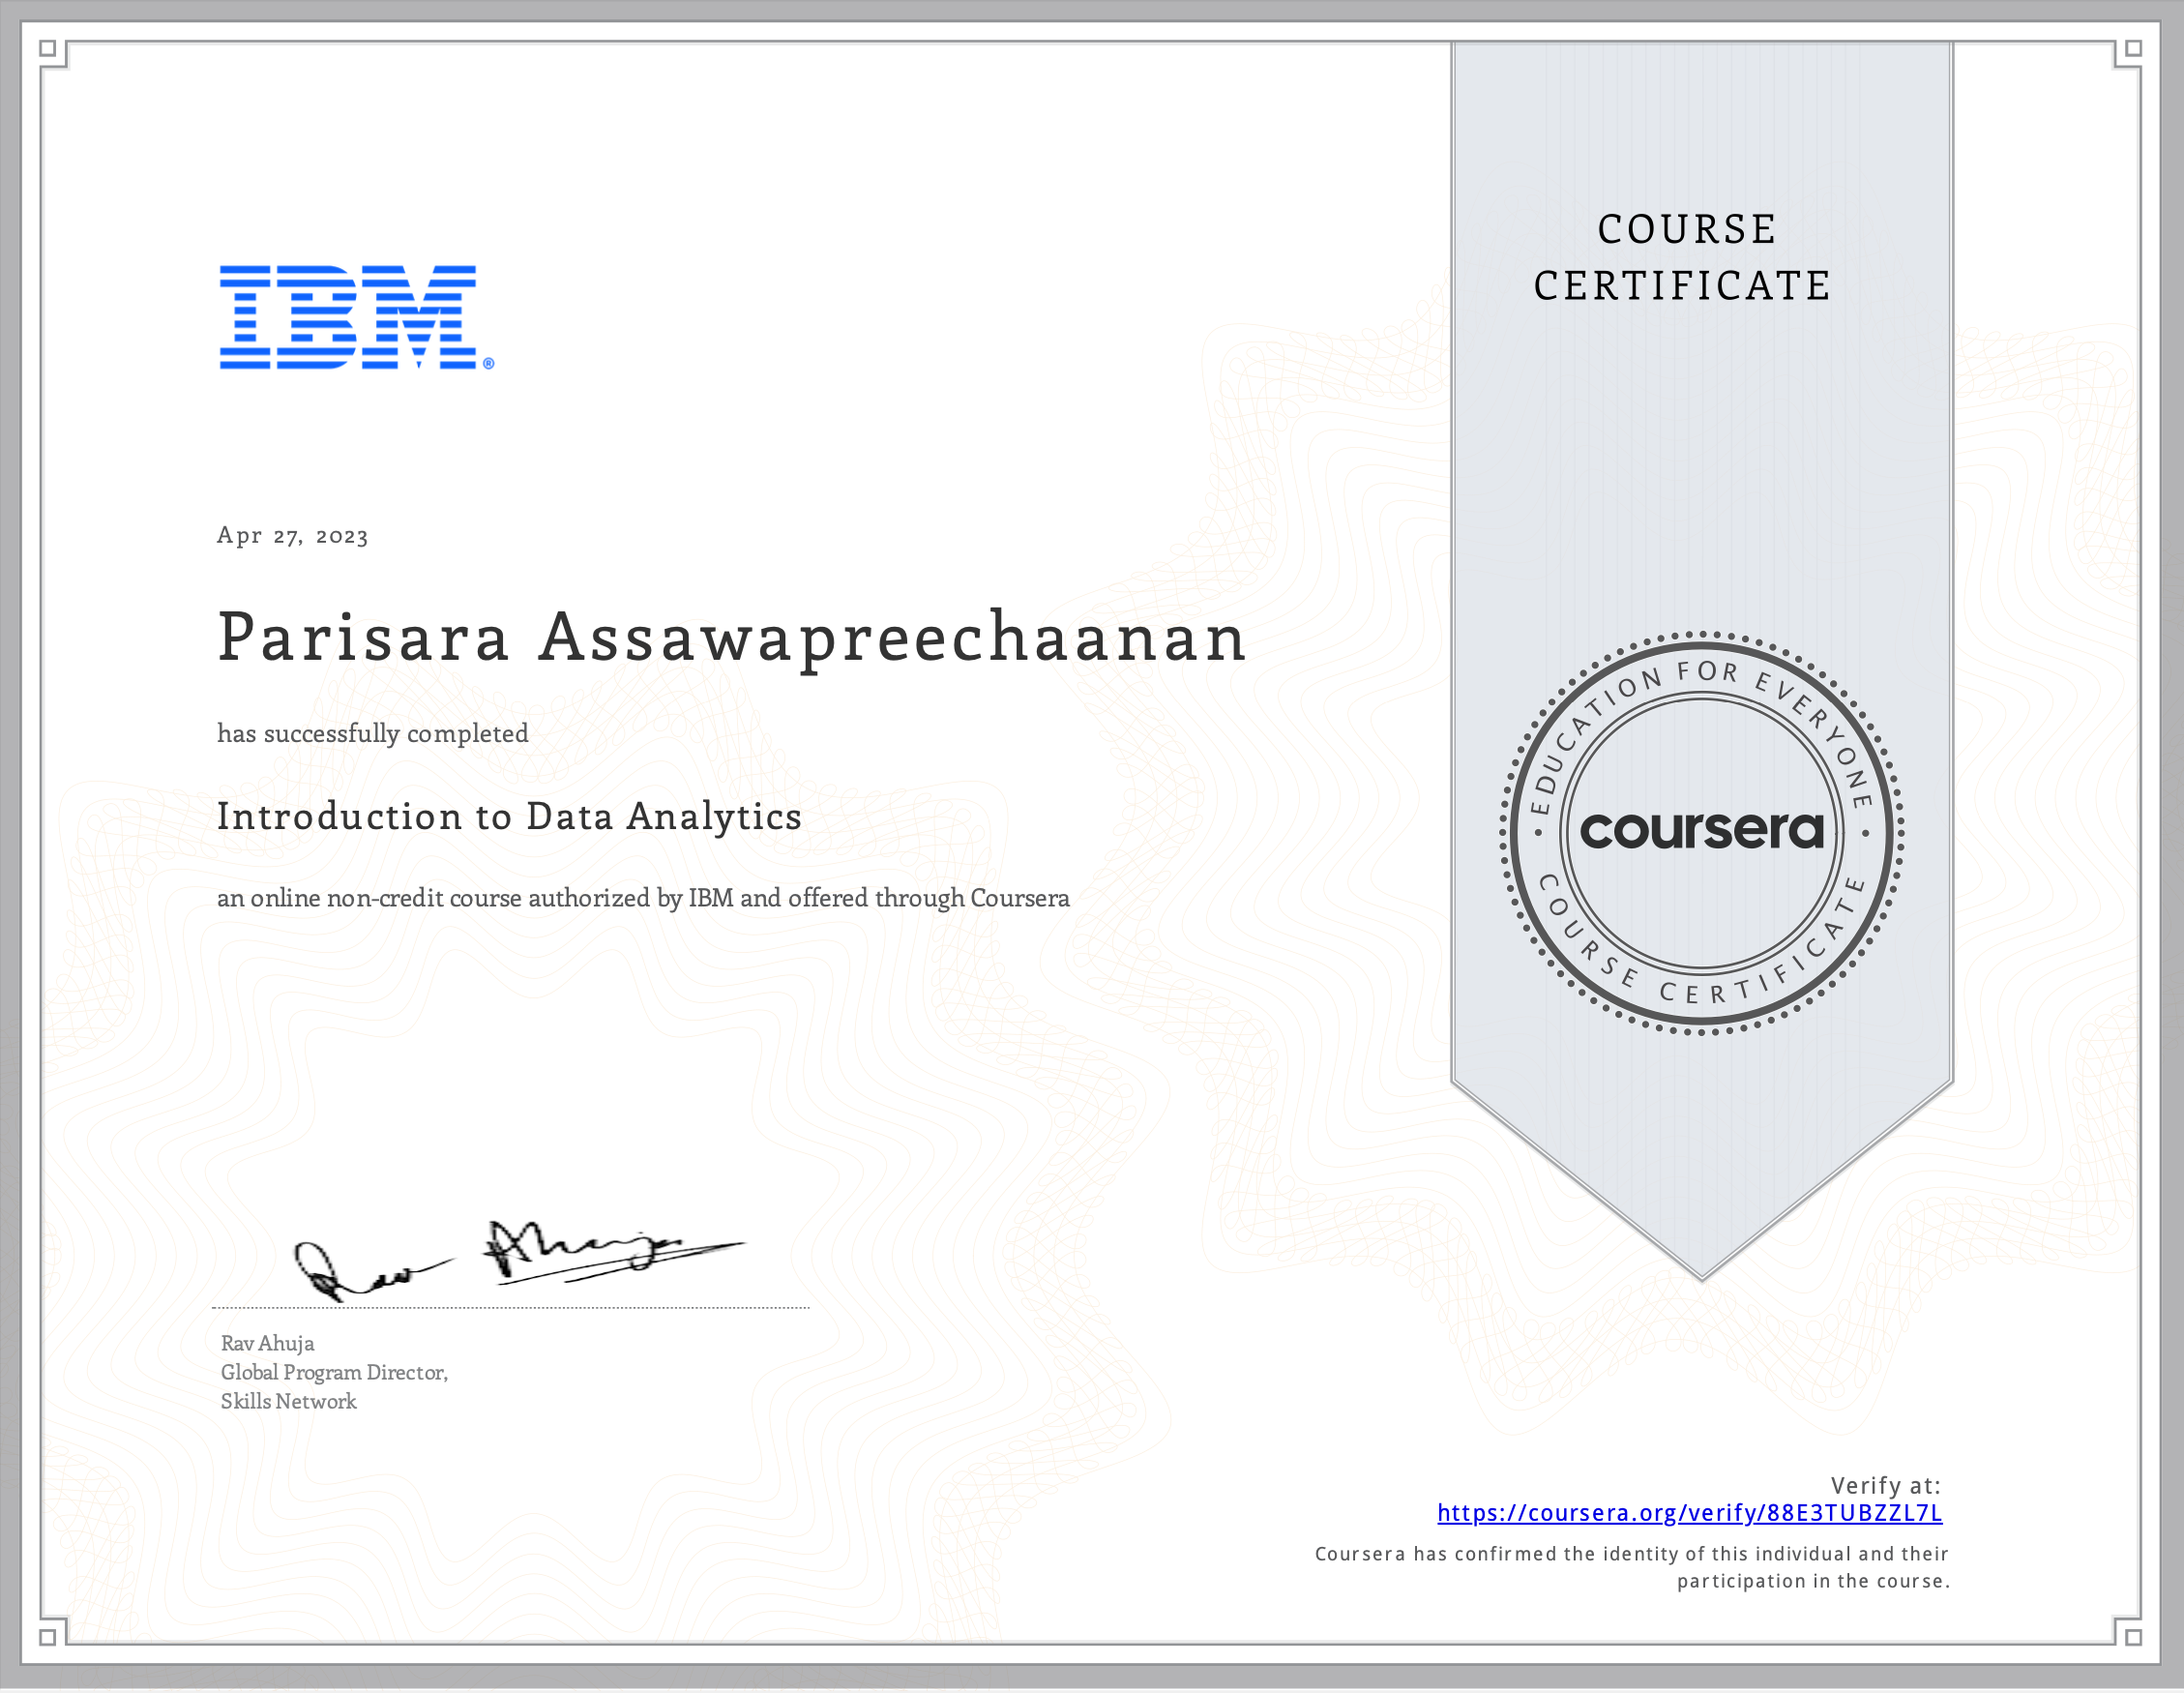 IBM®
COURSE
CERTIFICATE
Apr 27, 2023
Parisara Assawapreechaanan
has successfully completed
Introduction to Data Analytics
an online non-credit course authorized by IBM and offered through Coursera
EDUCATION FOR EVERYONE
coursera
COURSE CERTIFICATE
Rav Ahuja
Rav Ahuja
Global Program Director,
Skills Network
Verify at:
https://coursera.org/verify/88E3TUBZZL7L
Coursera has confirmed the identity of this individual and their
participation in the course.